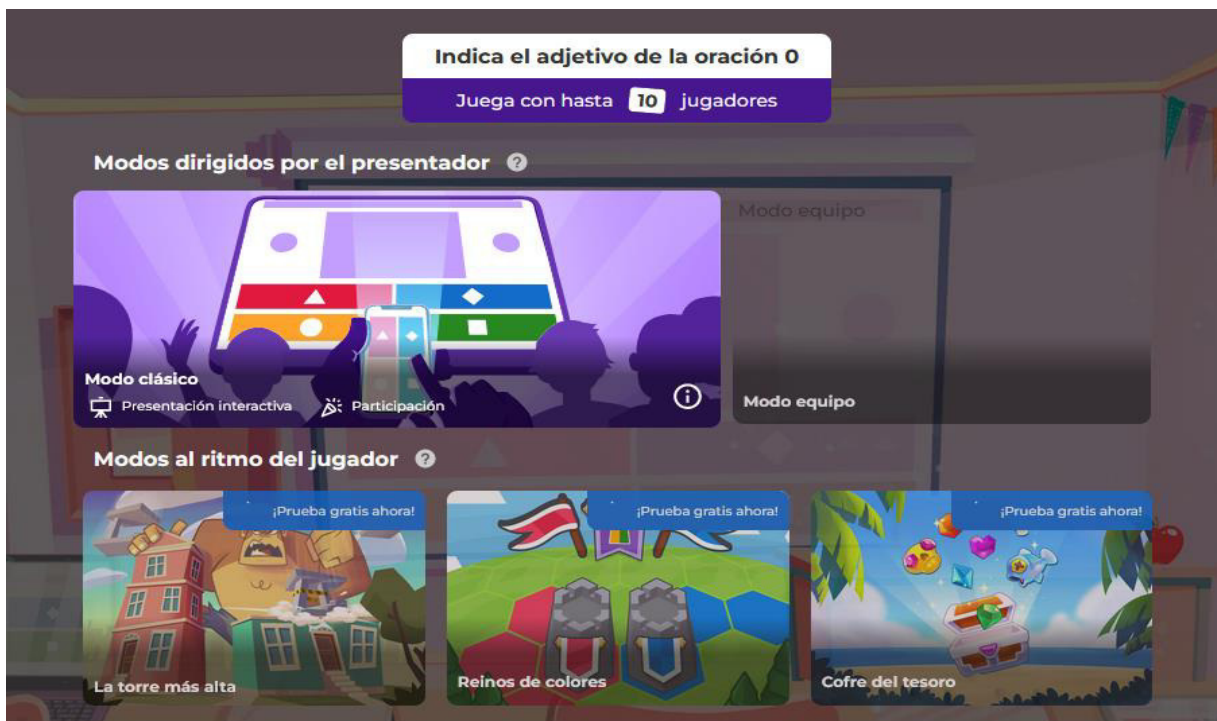 Indica el adjetivo de la oración 0
Juega con hasta 10 jugadores
Modos dirigidos por el presentador ?
Modo equipo
Modo clásico
Presentación interactiva Participación
Modo equipo
Modos al ritmo del jugador ?
¡Prueba gratis ahora! ¡Prueba gratis ahora! ¡Prueba gratis ahora!
La torre más alta Reinos de colores Cofre del tesoro